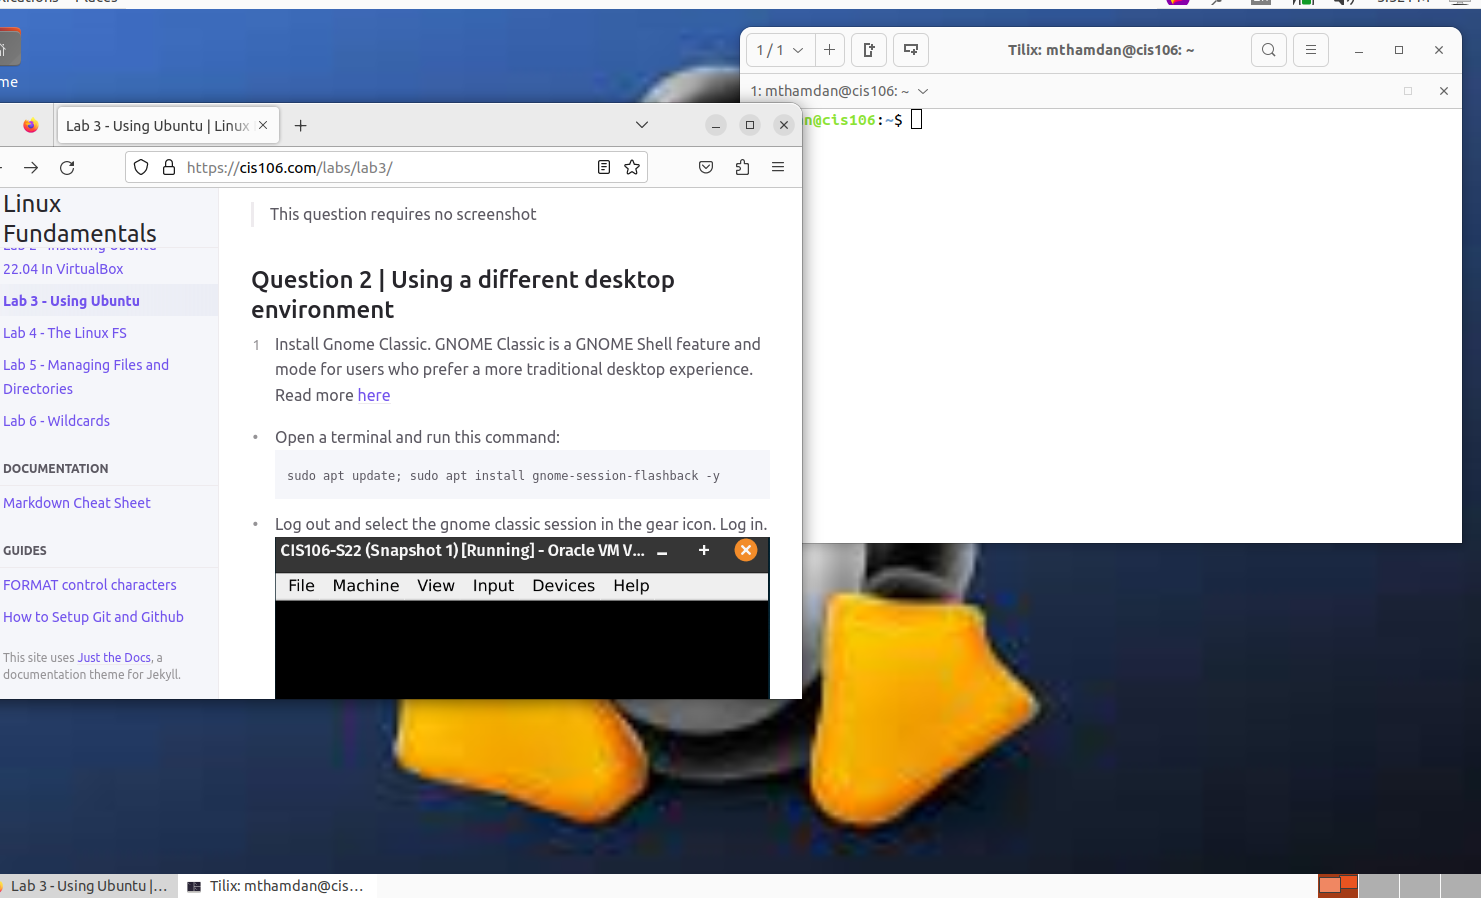 Places
me
1 / 1
Tilix: mthamdan@cis106: ~
1: mthamdan@cis106: ~
n@cis106:~$
Lab 3 - Using Ubuntu | Linux
https://cis106.com/labs/lab3/
Linux
Fundamentals
Lab 2 - Installing Ubuntu
22.04 In VirtualBox
Lab 3 - Using Ubuntu
Lab 4 - The Linux FS
Lab 5 - Managing Files and
Directories
Lab 6 - Wildcards
DOCUMENTATION
Markdown Cheat Sheet
GUIDES
FORMAT control characters
How to Setup Git and Github
This site uses Just the Docs, a
documentation theme for Jekyll.
This question requires no screenshot
Question 2 | Using a different desktop
environment
1 Install Gnome Classic. GNOME Classic is a GNOME Shell feature and
mode for users who prefer a more traditional desktop experience.
Read more here
• Open a terminal and run this command:
sudo apt update; sudo apt install gnome-session-flashback -y
• Log out and select the gnome classic session in the gear icon. Log in.
CIS106-S22 (Snapshot 1) [Running] - Oracle VM V...
File Machine View Input Devices Help
Lab 3 - Using Ubuntu |...
Tilix: mthamdan@cis...